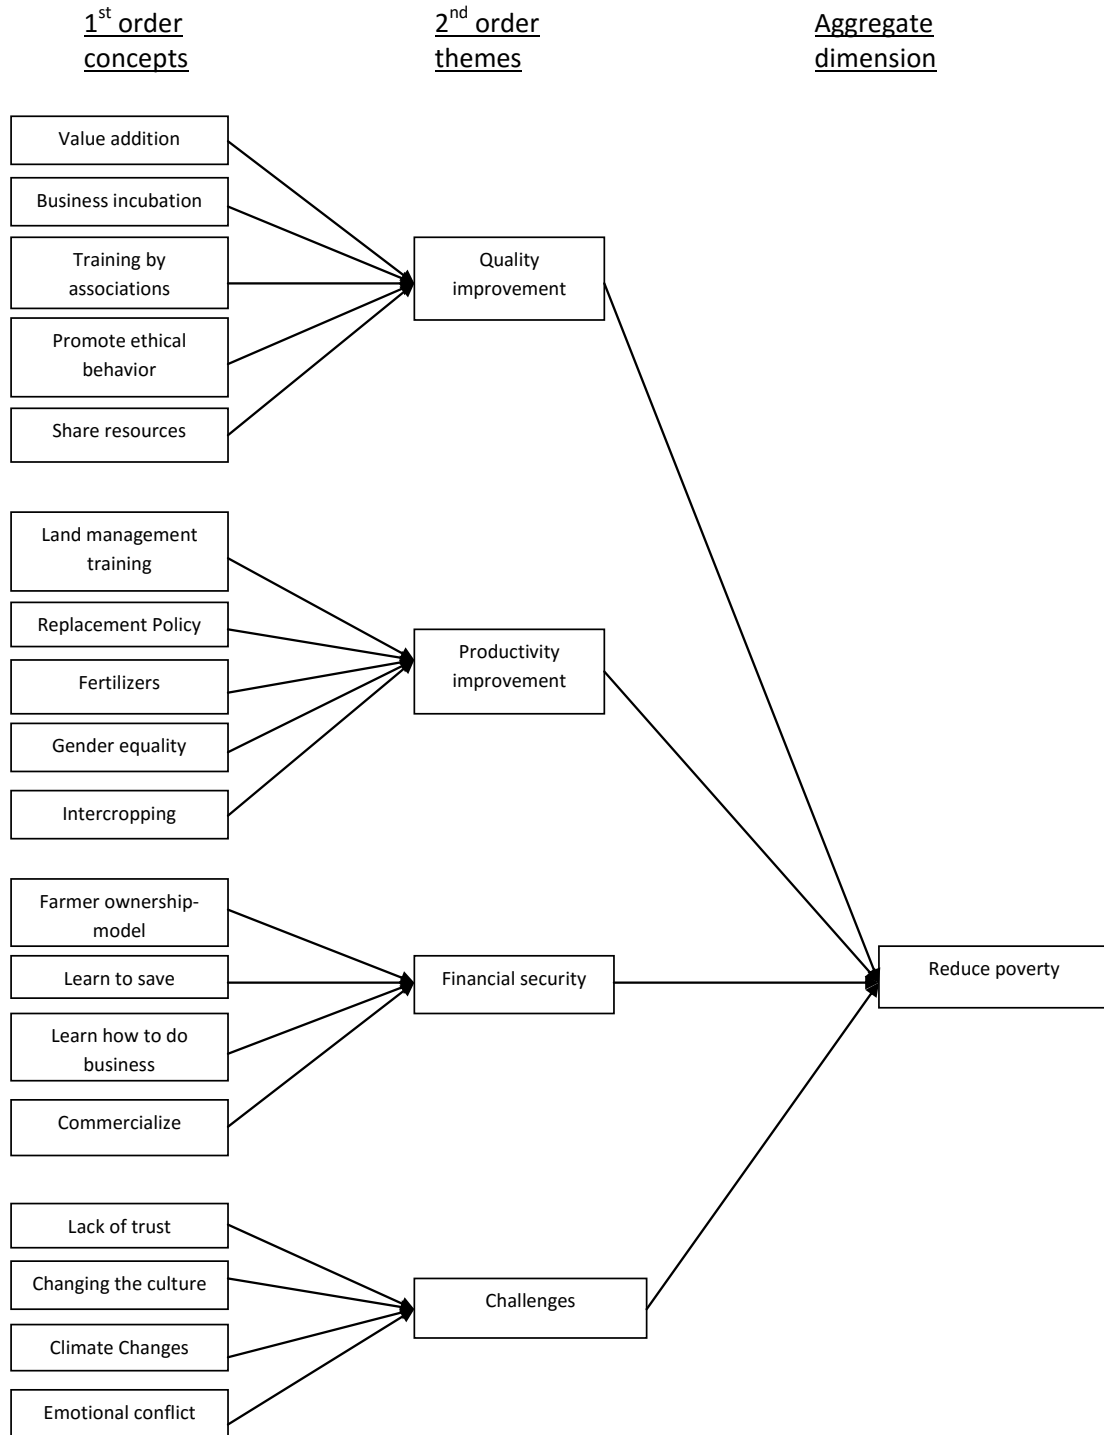 1st order
concepts
2nd order
themes
Aggregate
dimension
Value addition
Business incubation
Training by
associations
Promote ethical
behavior
Share resources
Quality
improvement
Land management
training
Replacement Policy
Fertilizers
Gender equality
Intercropping
Productivity
improvement
Farmer ownership-
model
Learn to save
Learn how to do
business
Commercialize
Financial security
Reduce poverty
Lack of trust
Changing the culture
Climate Changes
Emotional conflict
Challenges